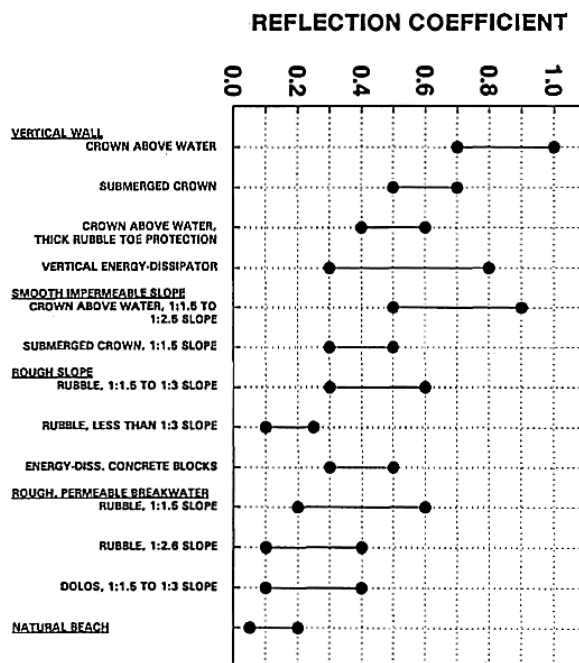 REFLECTION COEFFICIENT
0.0 0.2 0.4 0.6 0.8 1.0
VERTICAL WALL
CROWN ABOVE WATER
SUBMERGED CROWN
CROWN ABOVE WATER,
THICK RUBBLE TOE PROTECTION
VERTICAL ENERGY-DISSIPATOR
SMOOTH IMPERMEABLE SLOPE
CROWN ABOVE WATER, 1:1.5 TO
1:2.5 SLOPE
SUBMERGED CROWN, 1:1.5 SLOPE
ROUGH SLOPE
RUBBLE, 1:1.5 TO 1:3 SLOPE
RUBBLE, LESS THAN 1:3 SLOPE
ENERGY-DISS. CONCRETE BLOCKS
ROUGH, PERMEABLE BREAKWATER
RUBBLE, 1:1.5 SLOPE
RUBBLE, 1:2.6 SLOPE
DOLOS, 1:1.5 TO 1:3 SLOPE
NATURAL BEACH